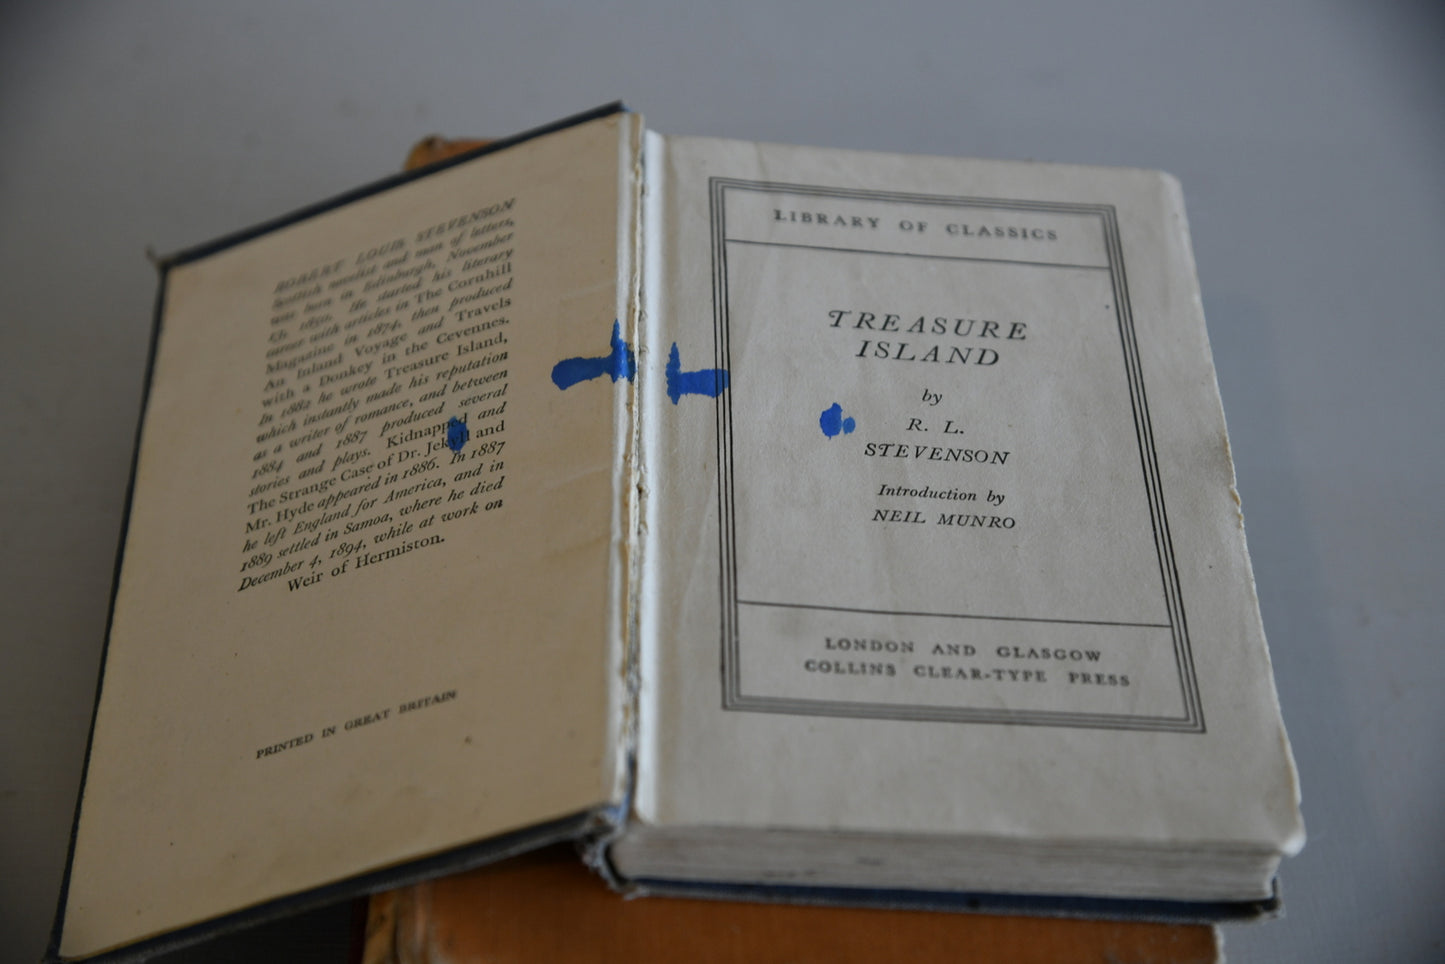 ROBERT LOUIS STEVENSON
Scottish novelist and man of letters,
was born in Edinburgh, November
13, 1850. He started his literary
career with articles in The Cornhill
Magazine in 1874, then produced
An Inland Voyage and Travels
with a Donkey in the Cevennes.
In 1882 he wrote Treasure Island,
which instantly made his reputation
as a writer of romance, and between
1884 and 1887 produced several
stories and plays. Kidnapped and
The Strange Case of Dr. Jekyll and
Mr. Hyde appeared in 1886. In 1887
he left England for America, and in
1889 settled in Samoa, where he died
December 4, 1894, while at work on
Weir of Hermiston.
PRINTED IN GREAT BRITAIN
LIBRARY OF CLASSICS
TREASURE
ISLAND
by
R. L.
STEVENSON
Introduction by
NEIL MUNRO
LONDON AND GLASGOW
COLLINS CLEAR-TYPE PRESS